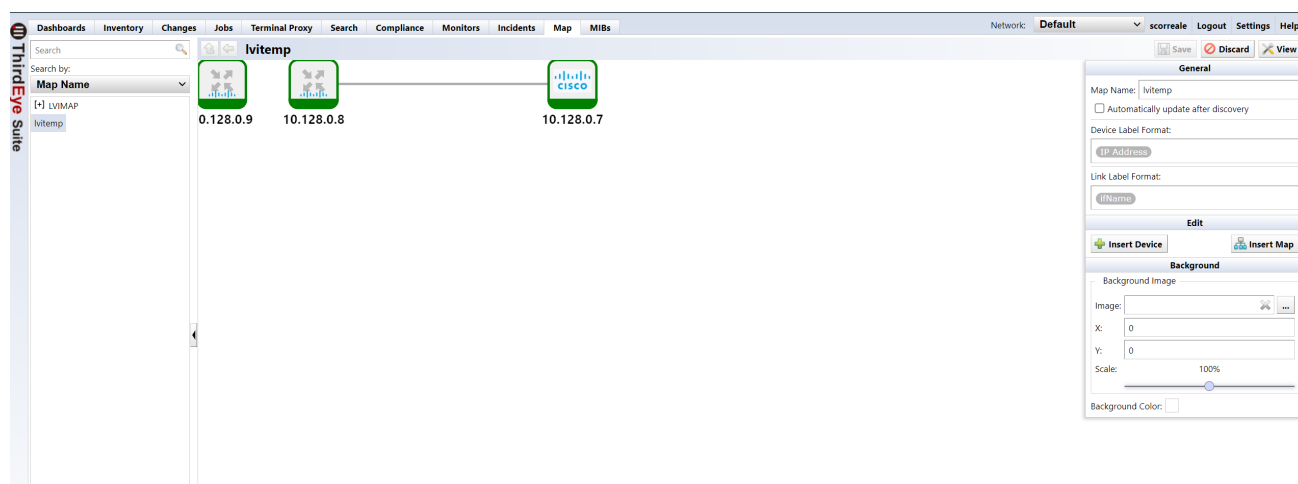 Dashboards Inventory Changes Jobs Terminal Proxy Search Compliance Monitors Incidents Map MIBs Network: Default scorreale Logout Settings Help
ThirdEye Suite
Search
lvitemp
Save Discard View
Search by:
Map Name
[+] LVIMAP
lvitemp
CISCO
0.128.0.9 10.128.0.8 10.128.0.7
General
Map Name: lvitemp
Automatically update after discovery
Device Label Format:
IP Address
Link Label Format:
IfName
Edit
Insert Device Insert Map
Background
Background Image
Image: ...
X: 0
Y: 0
Scale: 100%
Background Color: